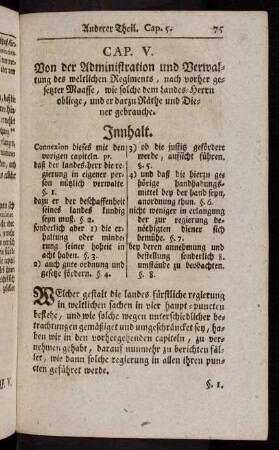 Anderer Theil. Cap. 5. 75
CAP. V.
Von der Administration und Verwal-
tung des weltlichen Regiments, nach vorher ge-
setzter Maasse, wie solche dem Landes-Herrn
obliege, und er darzu Räthe und Die-
ner gebrauche.
Innhalt.
Connexion dieses mit den
vorigen capiteln. pr.
daß der landes-herr die re-
gierung in eigener per-
son nützlich verwalte
§. 1.
dazu er der beschaffenheit
seines landes kundig
seyn muß. §. 2.
sonderlich aber 1) die er-
haltung oder minde-
rung seiner hoheit in
acht haben. §. 3.
2) auch gute ordnung und
gesetze fördern. §. 4.
3) ob die justitz gefördert
werde, aufsicht führen.
§. 5.
4) und daß die hierzu ge-
hörige handhabungs-
mittel bey der hand seyn,
anordnung thun. §. 6.
nicht weniger in erlangung
der zur regierung be-
nöthigten diener sich
bemühe. §. 7.
bey deren annehmung und
bestellung sonderlich 8.
umstände zu beobachten.
§. 8.
Welcher gestalt die landes fürstliche regierung
in weltlichen sachen in vier haupt-puncten
bestehe, und wie solche wegen unterschiedlicher be-
trachtungen gemäßiget und umgeschräncket sey, ha-
ben wir in den vorhergehenden capiteln, zu ver-
nehmen gehabt, darauf nunmehr zu berichten fäl-
let, wie dann solche regierung in allen ihren pun-
cten geführet werde.
§. 1.